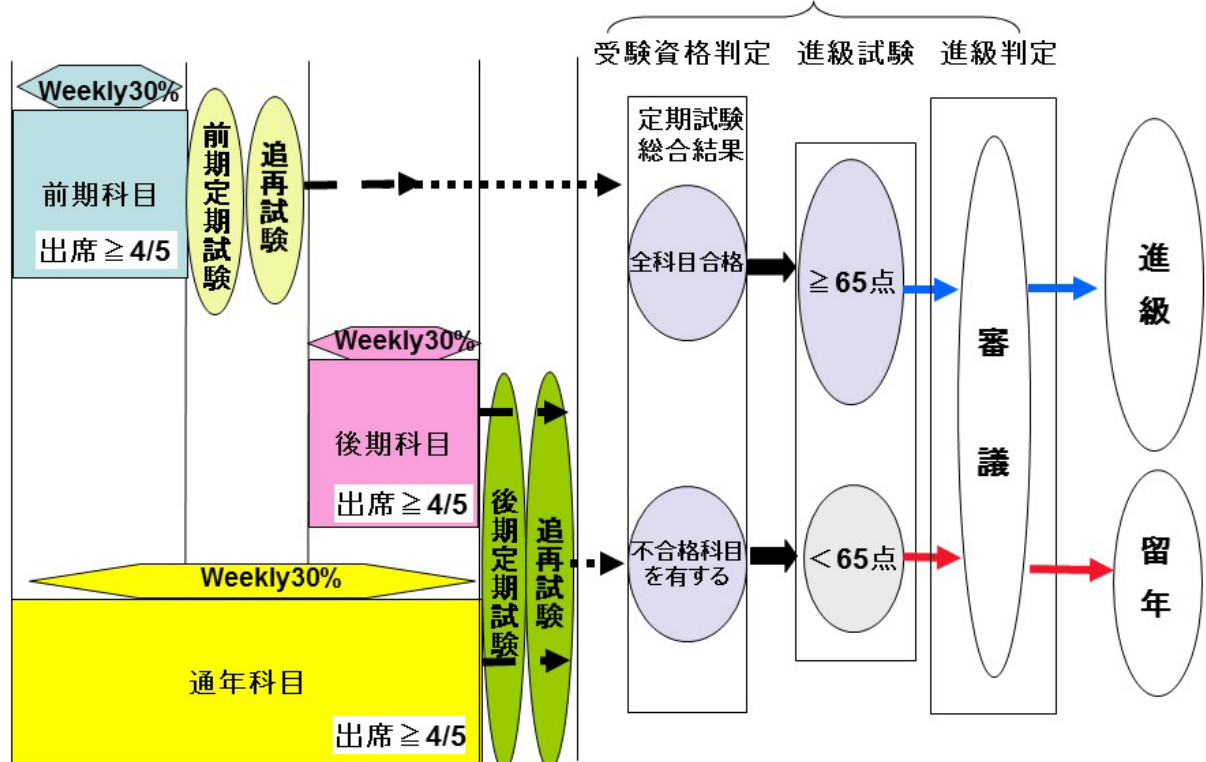 受験資格判定
進級試験
進級判定
Weekly30%
前期科目
出席≧4/5
前期定期試験
追再試験
Weekly30%
後期科目
出席≧4/5
Weekly30%
通年科目
出席≧4/5
後期定期試験
追再試験
定期試験
総合結果
全科目合格
不合格科目
を有する
≧65点
<65点
審議
進級
留年